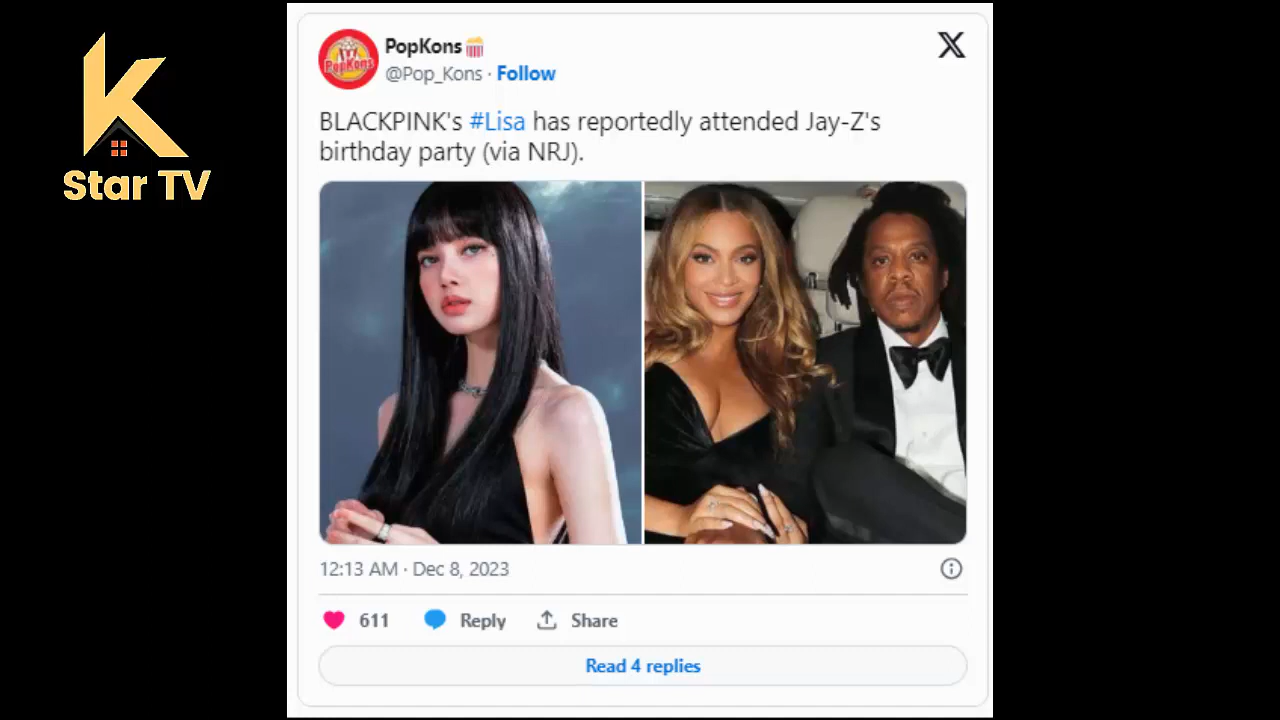 Star TV
PopKons🍿
PopKons
@Pop_Kons · Follow
BLACKPINK's #Lisa has reportedly attended Jay-Z's
birthday party (via NRJ).
12:13 AM · Dec 8, 2023
611 Reply Share
Read 4 replies